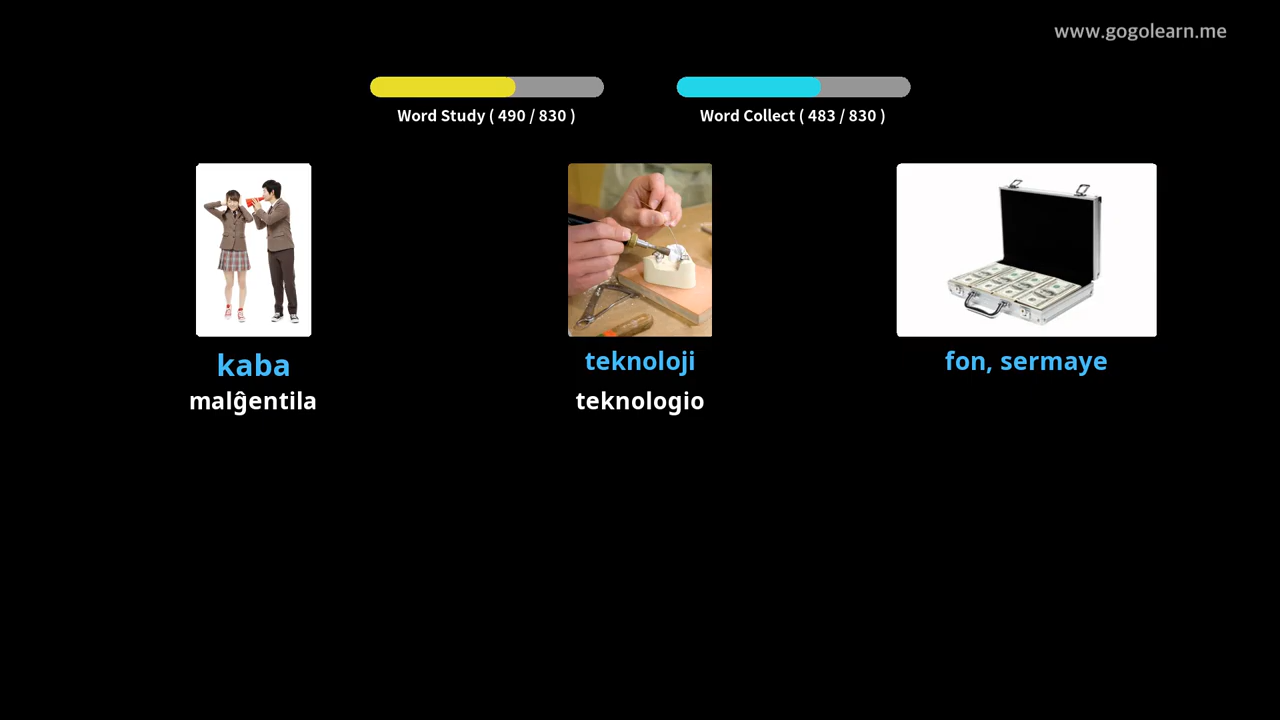 www.gogolearn.me
Word Study ( 490 / 830 )
Word Collect ( 483 / 830 )
kaba
malĝentila
teknoloji
teknologio
fon, sermaye